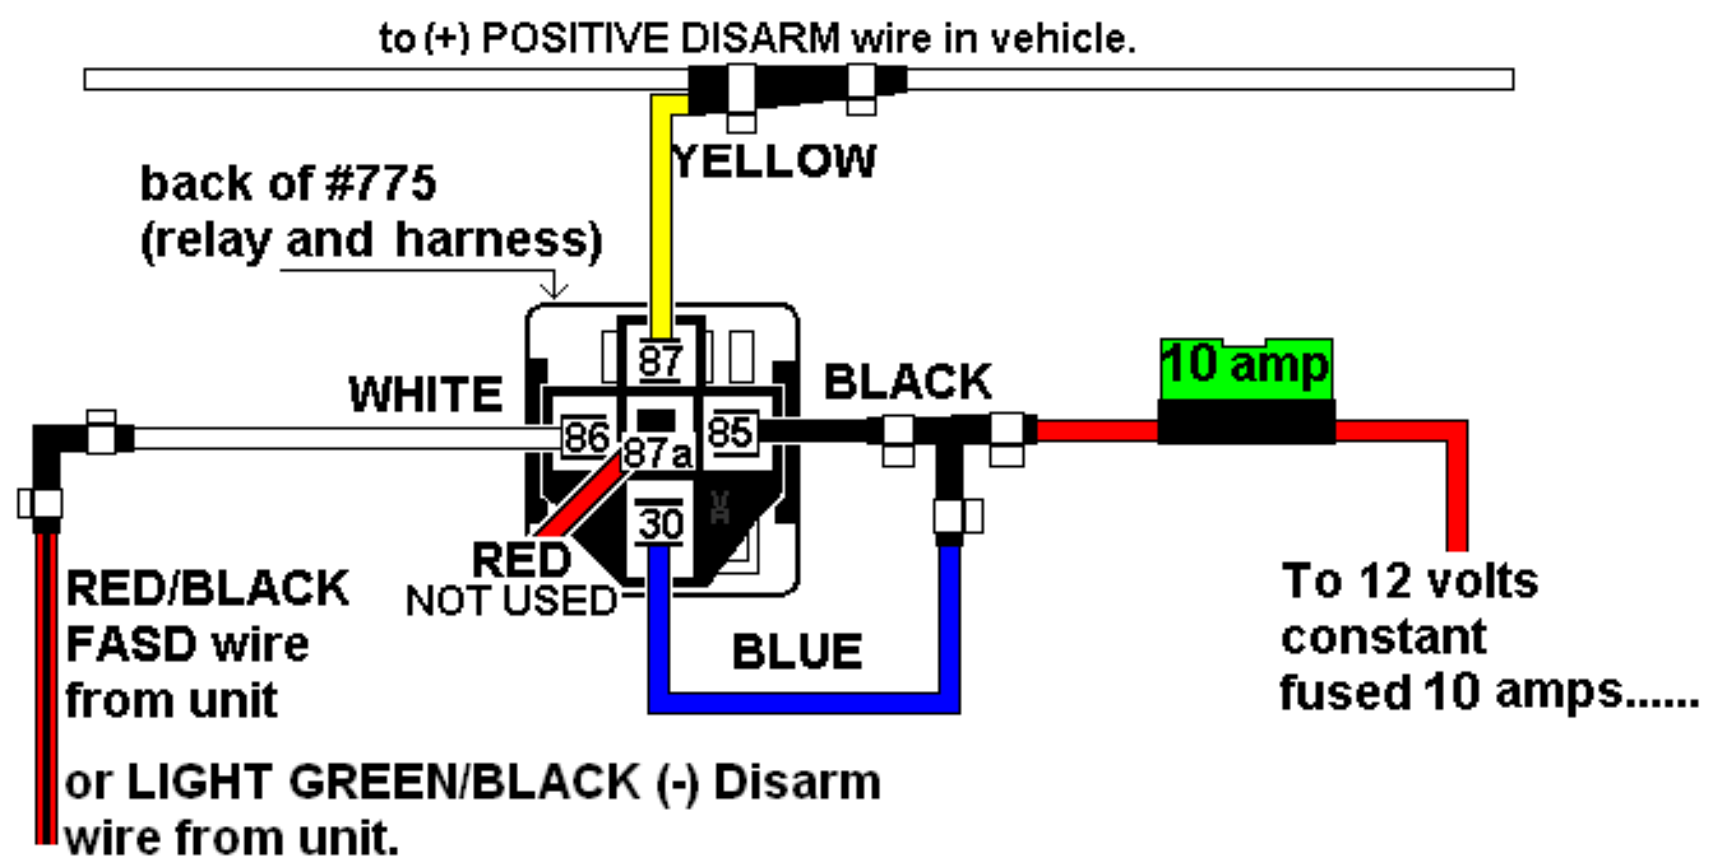 to (+) POSITIVE DISARM wire in vehicle.
YELLOW
back of #775
(relay and harness)
87
WHITE
BLACK
10 amp
86
87a
85
30
RED
NOT USED
RED/BLACK
FASD wire
from unit
BLUE
To 12 volts
constant
fused 10 amps......
or LIGHT GREEN/BLACK (-) Disarm
wire from unit.